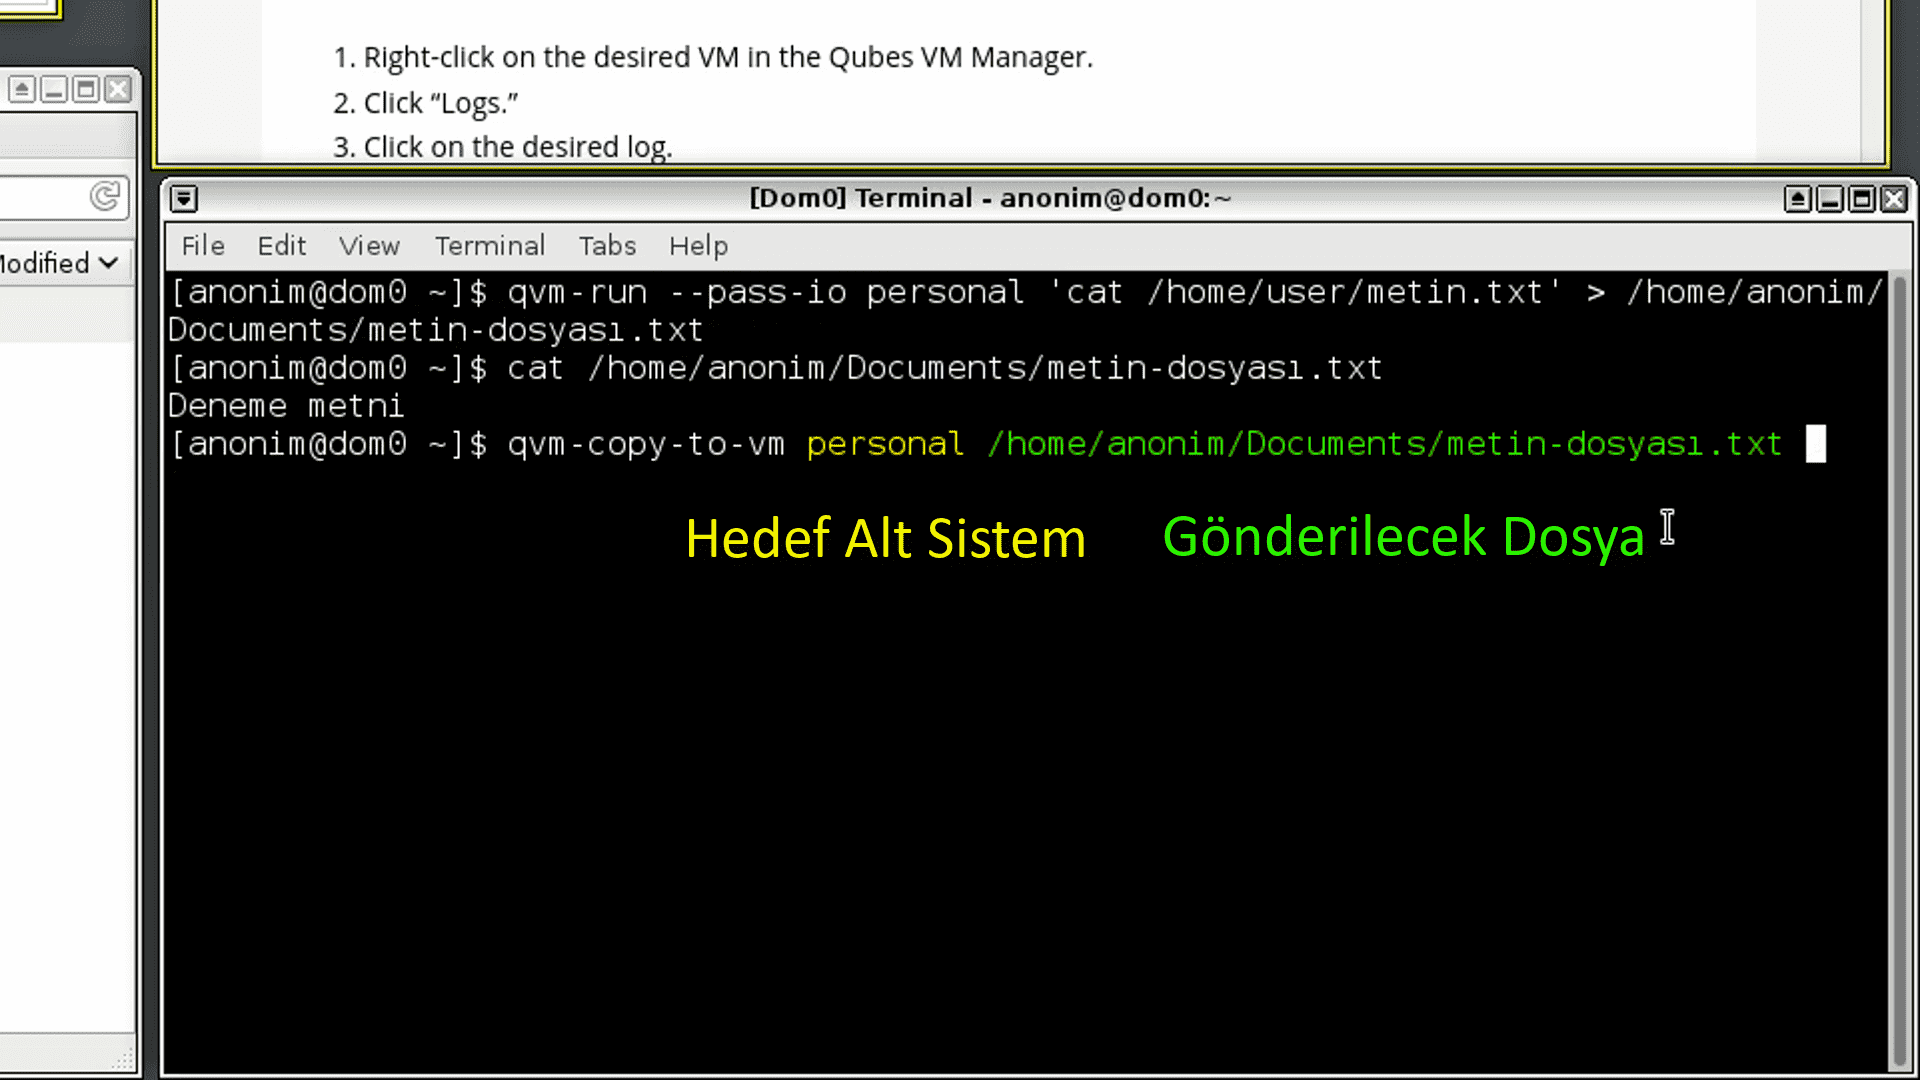 1. Right-click on the desired VM in the Qubes VM Manager.
2. Click “Logs.”
3. Click on the desired log.
Modified
[Dom0] Terminal - anonim@dom0:~
File Edit View Terminal Tabs Help
[anonim@dom0 ~]$ qvm-run --pass-io personal 'cat /home/user/metin.txt' > /home/anonim/
Documents/metin-dosyası.txt
[anonim@dom0 ~]$ cat /home/anonim/Documents/metin-dosyası.txt
Deneme metni
[anonim@dom0 ~]$ qvm-copy-to-vm personal /home/anonim/Documents/metin-dosyası.txt
Hedef Alt Sistem Gönderilecek Dosya